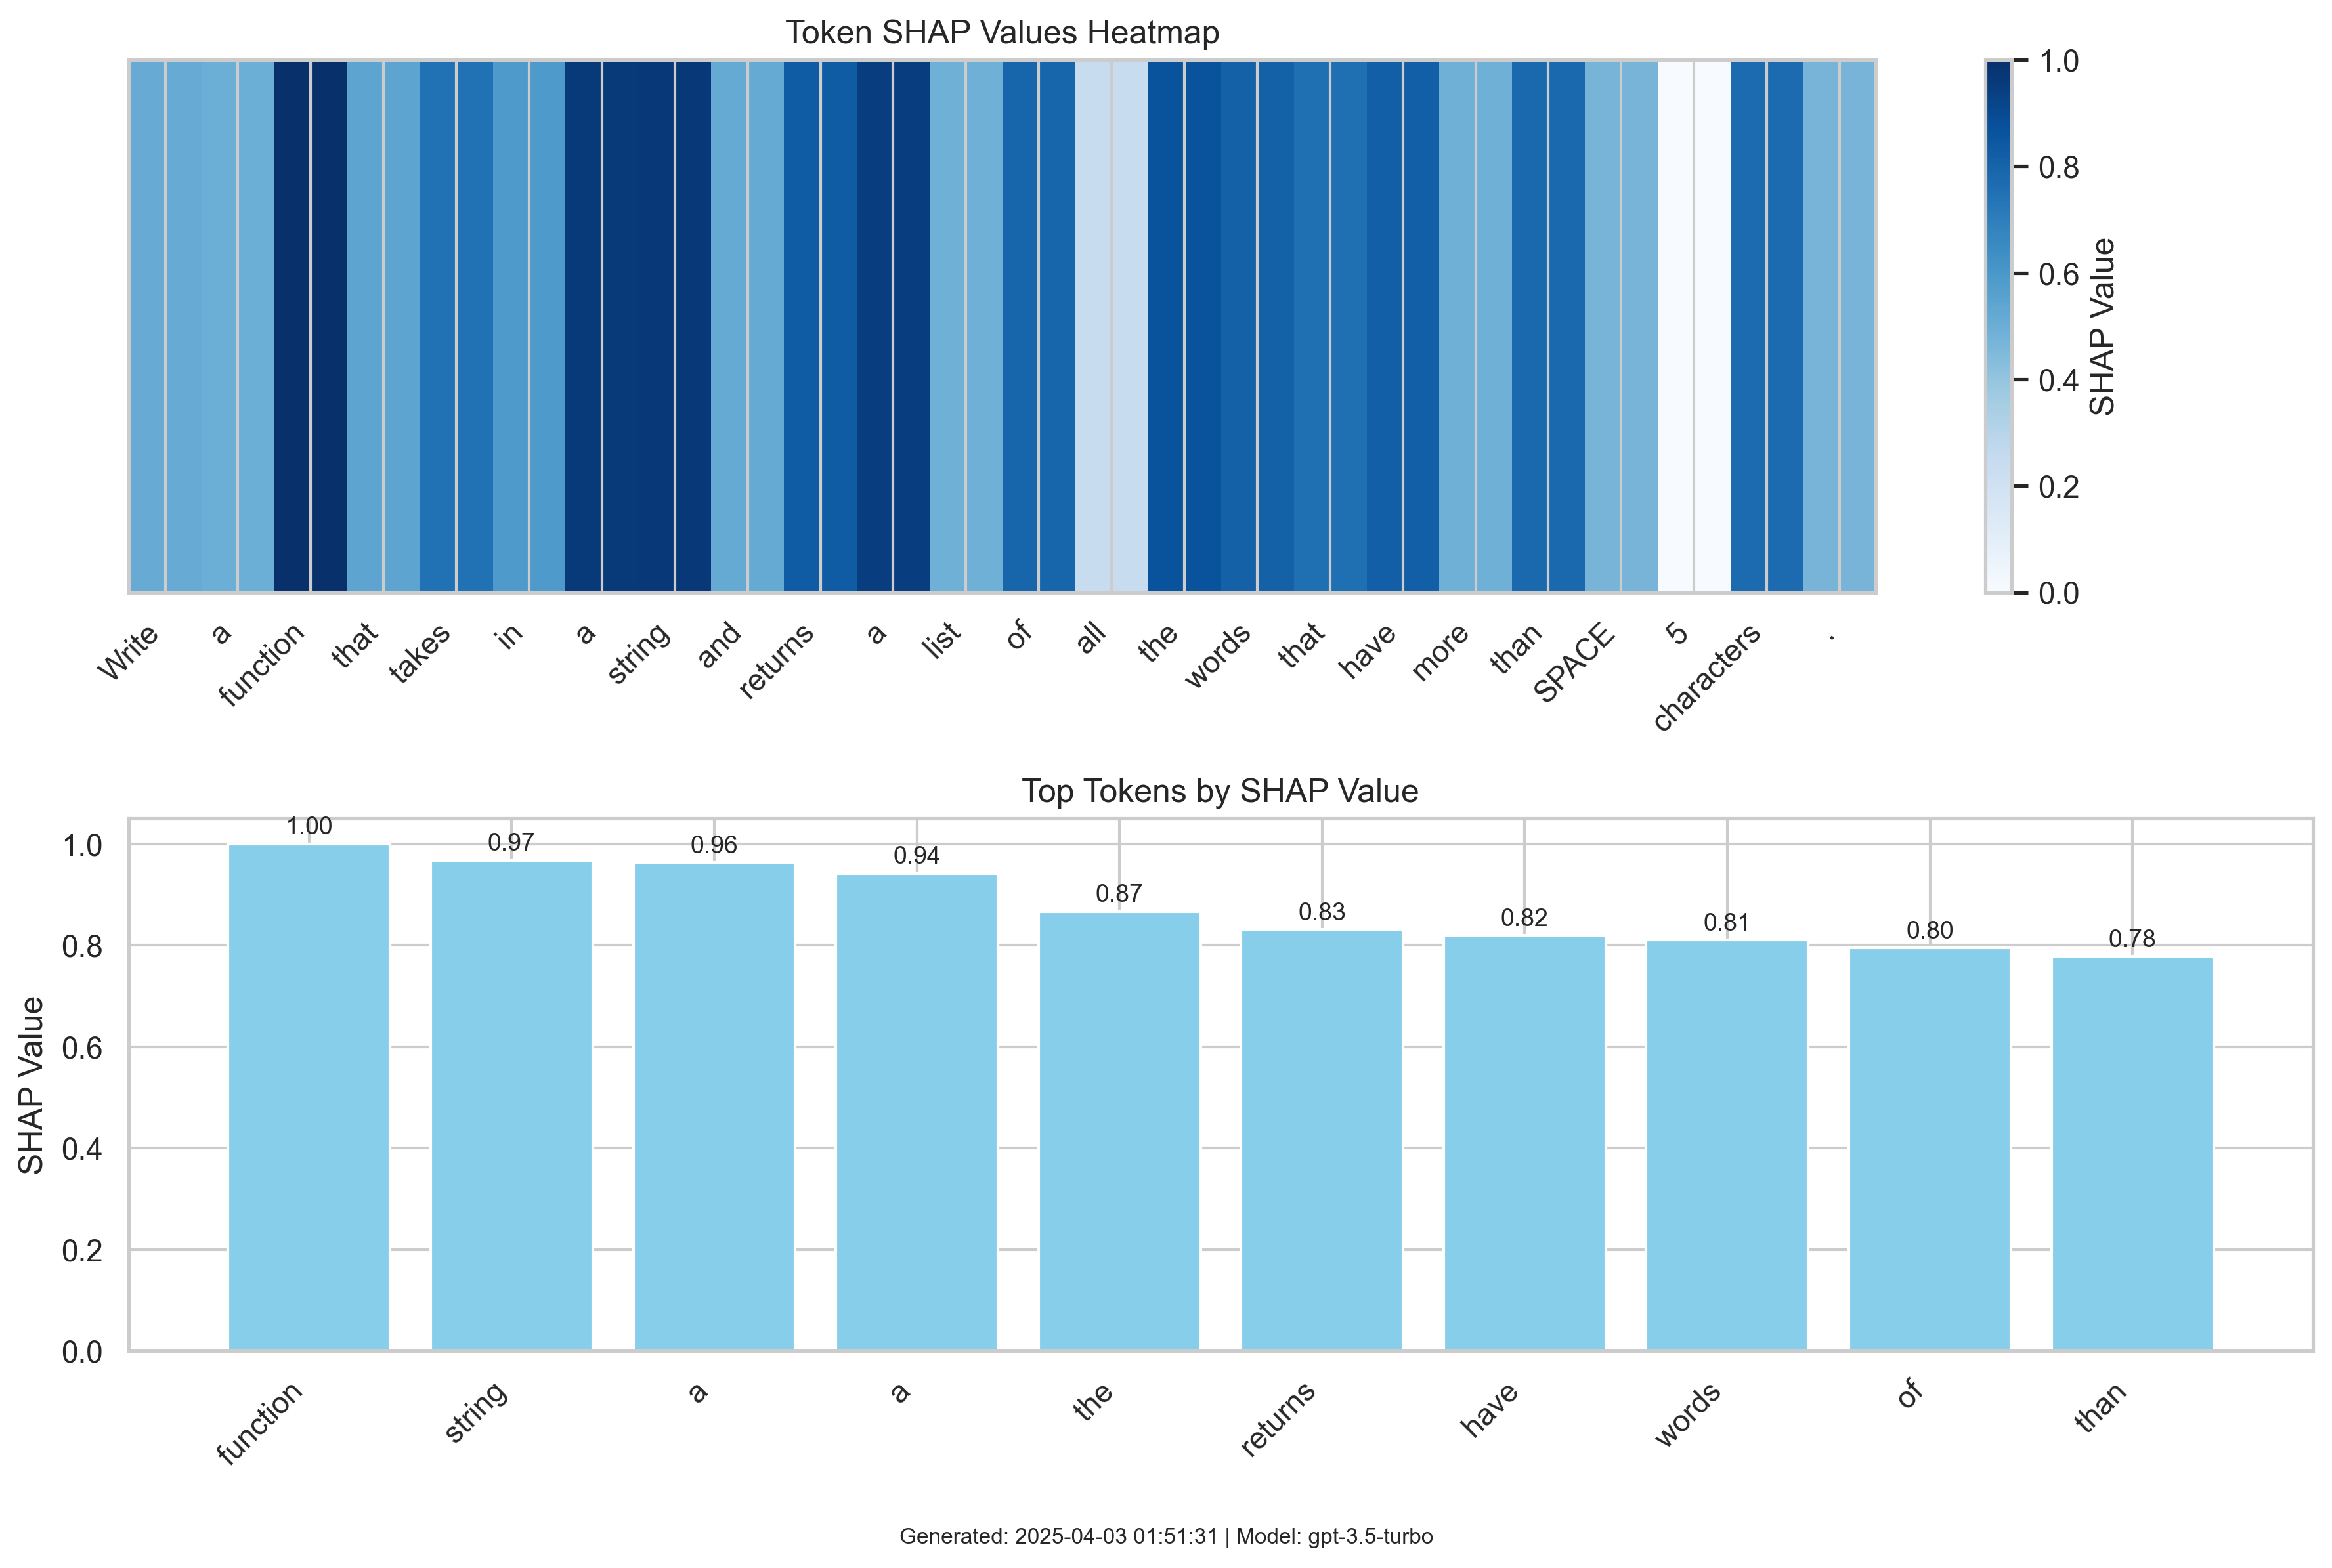 Token SHAP Values Heatmap
1.0
0.8
0.6
0.4
0.2
0.0
SHAP Value
Write a function that takes in a string and returns a list of all the words that have more than SPACE 5 characters .
Top Tokens by SHAP Value
SHAP Value
1.0
0.8
0.6
0.4
0.2
0.0
1.00 0.97 0.96 0.94 0.87 0.83 0.82 0.81 0.80 0.78
function string a a the returns have words of than
Generated: 2025-04-03 01:51:31 | Model: gpt-3.5-turbo